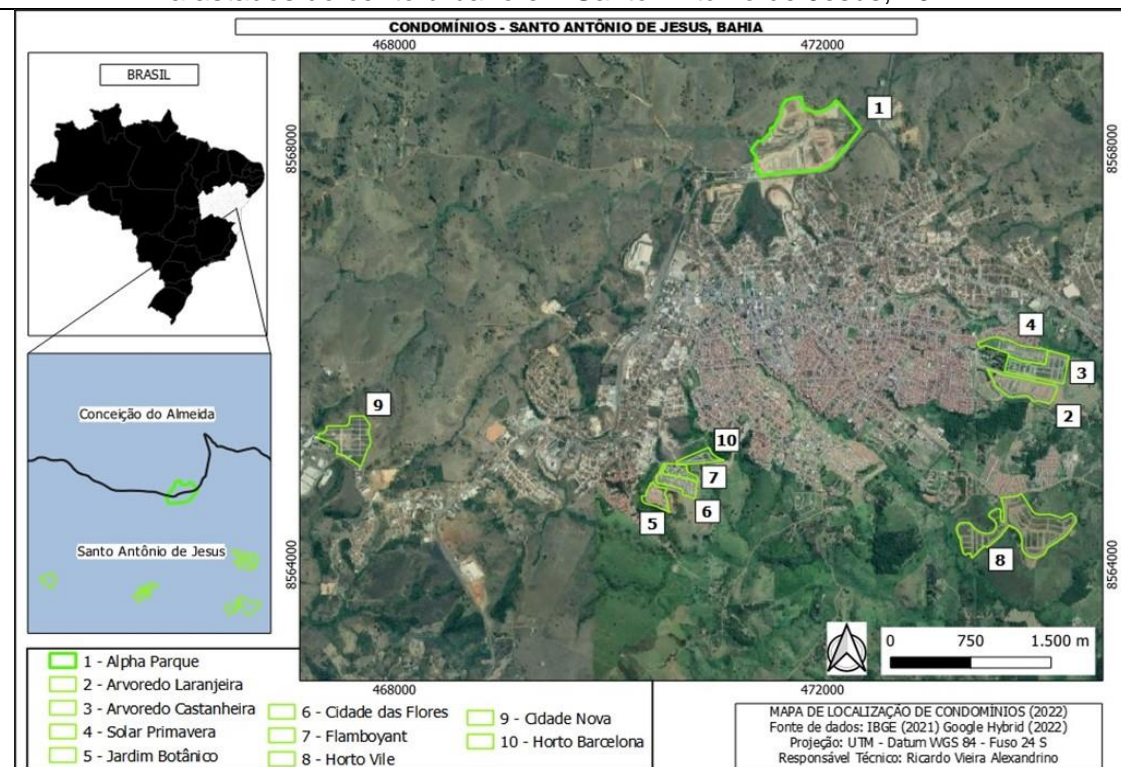 CONDOMÍNIOS - SANTO ANTÔNIO DE JESUS, BAHIA
BRASIL
468000
472000
8568000
8568000
1
4
3
2
9
10
7
6
5
8
Conceição do Almeida
Santo Antônio de Jesus
8564000
8564000
0 750 1.500 m
468000
472000
1 - Alpha Parque
2 - Arvoredo Laranjeira
3 - Arvoredo Castanheira
4 - Solar Primavera
5 - Jardim Botânico
6 - Cidade das Flores
7 - Flamboyant
8 - Horto Vile
9 - Cidade Nova
10 - Horto Barcelona
MAPA DE LOCALIZAÇÃO DE CONDOMÍNIOS (2022)
Fonte de dados: IBGE (2021) Google Hybrid (2022)
Projeção: UTM - Datum WGS 84 - Fuso 24 S
Responsável Técnico: Ricardo Vieira Alexandrino